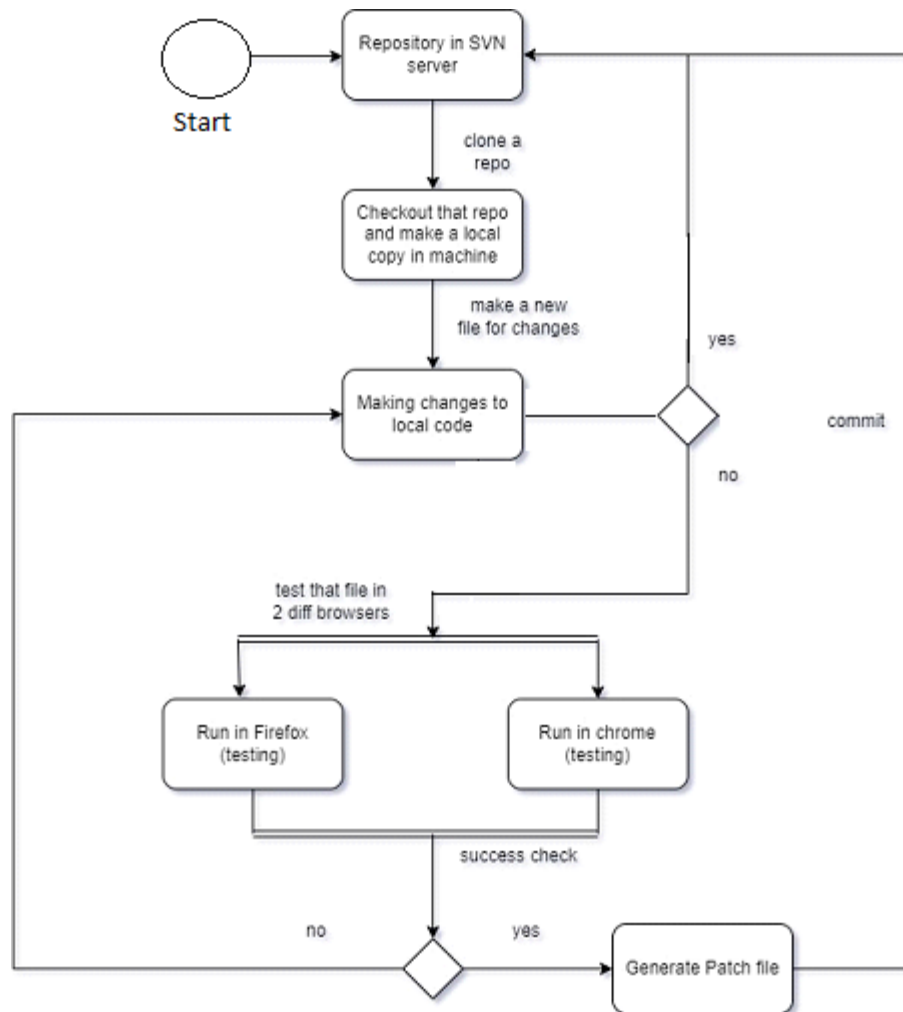 Repository in SVN
server
Start
clone a
repo
Checkout that repo
and make a local
copy in machine
make a new
file for changes
yes
Making changes to
local code
commit
no
test that file in
2 diff browsers
Run in Firefox
(testing)
Run in chrome
(testing)
success check
no
yes
Generate Patch file